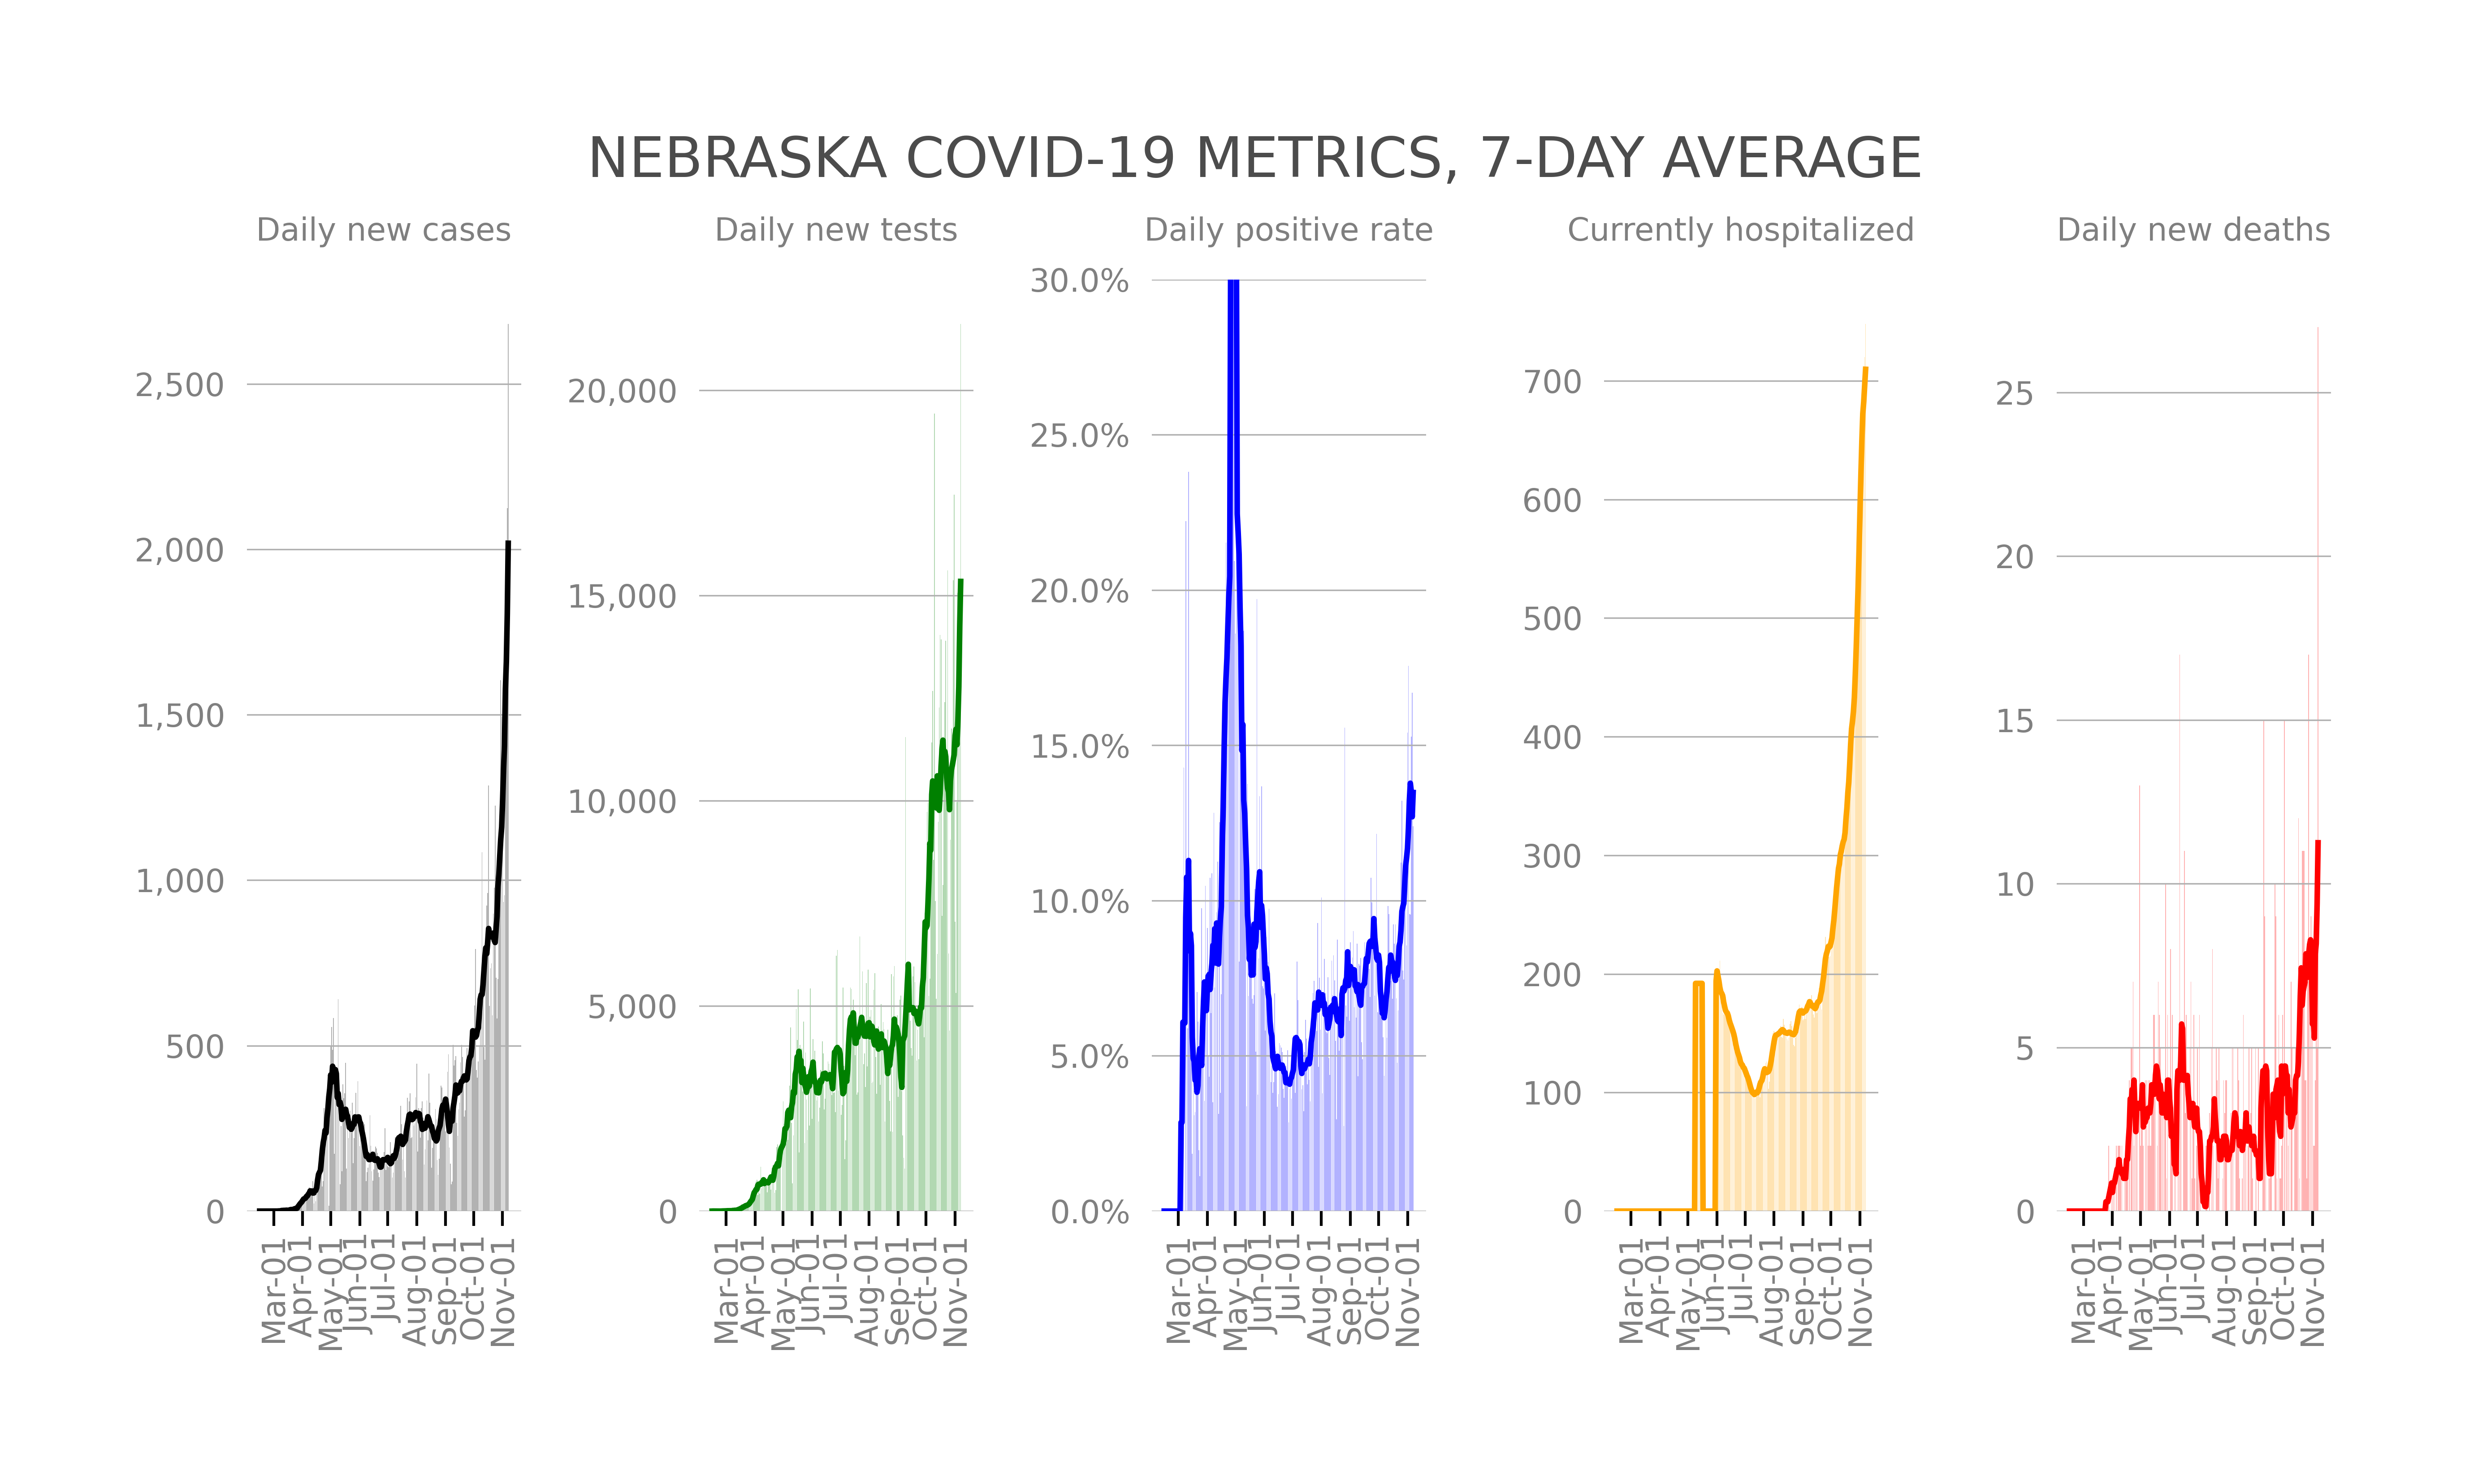 NEBRASKA COVID-19 METRICS, 7-DAY AVERAGE
Daily new cases
2,500
2,000
1,500
1,000
500
0
Mar-01
Apr-01
May-01
Jun-01
Jul-01
Aug-01
Sep-01
Oct-01
Nov-01
Daily new tests
20,000
15,000
10,000
5,000
0
Mar-01
Apr-01
May-01
Jun-01
Jul-01
Aug-01
Sep-01
Oct-01
Nov-01
Daily positive rate
30.0%
25.0%
20.0%
15.0%
10.0%
5.0%
0.0%
Mar-01
Apr-01
May-01
Jun-01
Jul-01
Aug-01
Sep-01
Oct-01
Nov-01
Currently hospitalized
700
600
500
400
300
200
100
0
Mar-01
Apr-01
May-01
Jun-01
Jul-01
Aug-01
Sep-01
Oct-01
Nov-01
Daily new deaths
25
20
15
10
5
0
Mar-01
Apr-01
May-01
Jun-01
Jul-01
Aug-01
Sep-01
Oct-01
Nov-01